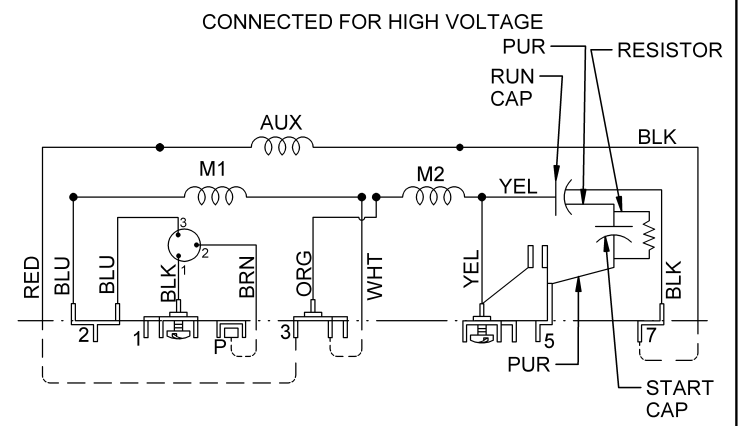 CONNECTED FOR HIGH VOLTAGE
PUR
RESISTOR
RUN
CAP
AUX
BLK
M1
M2
YEL
3
2
1
RED
BLU
BLU
BLK
BRN
ORG
WHT
YEL
BLK
2
1
P
3
5
7
PUR
START
CAP